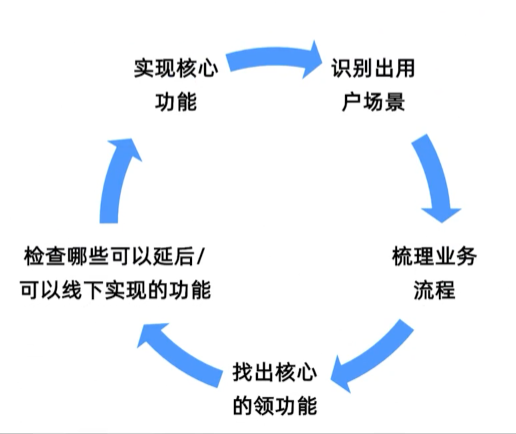 实现核心
功能
识别出用
户场景
梳理业务
流程
找出核心
的领功能
检查哪些可以延后/
可以线下实现的功能